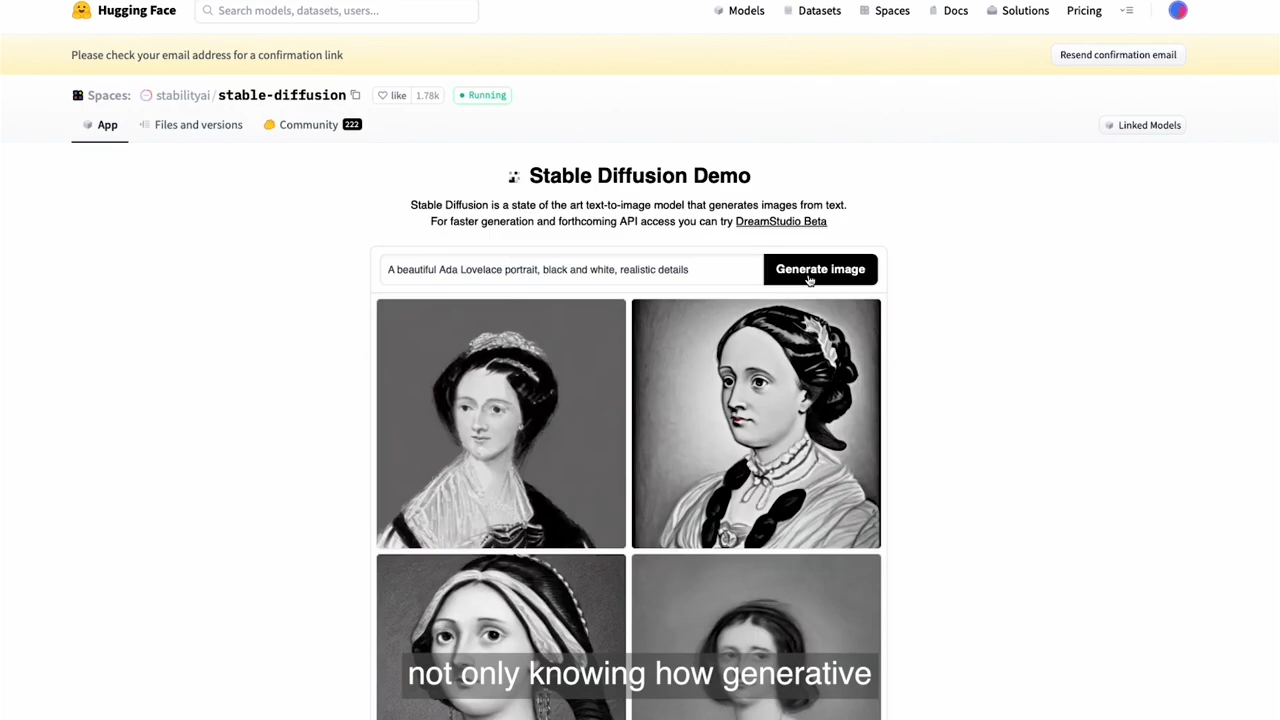 Hugging Face
Search models, datasets, users...
Models
Datasets
Spaces
Docs
Solutions
Pricing
Please check your email address for a confirmation link
Resend confirmation email
Spaces: stabilityai/stable-diffusion
like 1.78k
Running
App
Files and versions
Community 222
Linked Models
Stable Diffusion Demo
Stable Diffusion is a state of the art text-to-image model that generates images from text.
For faster generation and forthcoming API access you can try DreamStudio Beta
A beautiful Ada Lovelace portrait, black and white, realistic details
Generate image
not only knowing how generative